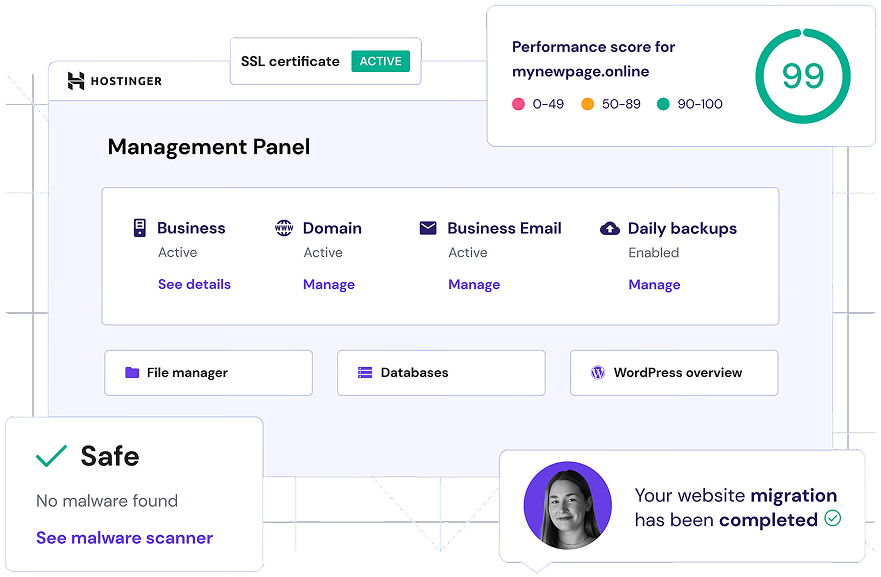 SSL certificate ACTIVE
Performance score for
mynewpage.online
0-49 50-89 90-100
99
HOSTINGER
Management Panel
Business
Active
See details
WWW
Domain
Active
Manage
Business Email
Active
Manage
Daily backups
Enabled
Manage
File manager
Databases
WordPress overview
Safe
No malware found
See malware scanner
Your website migration
has been completed